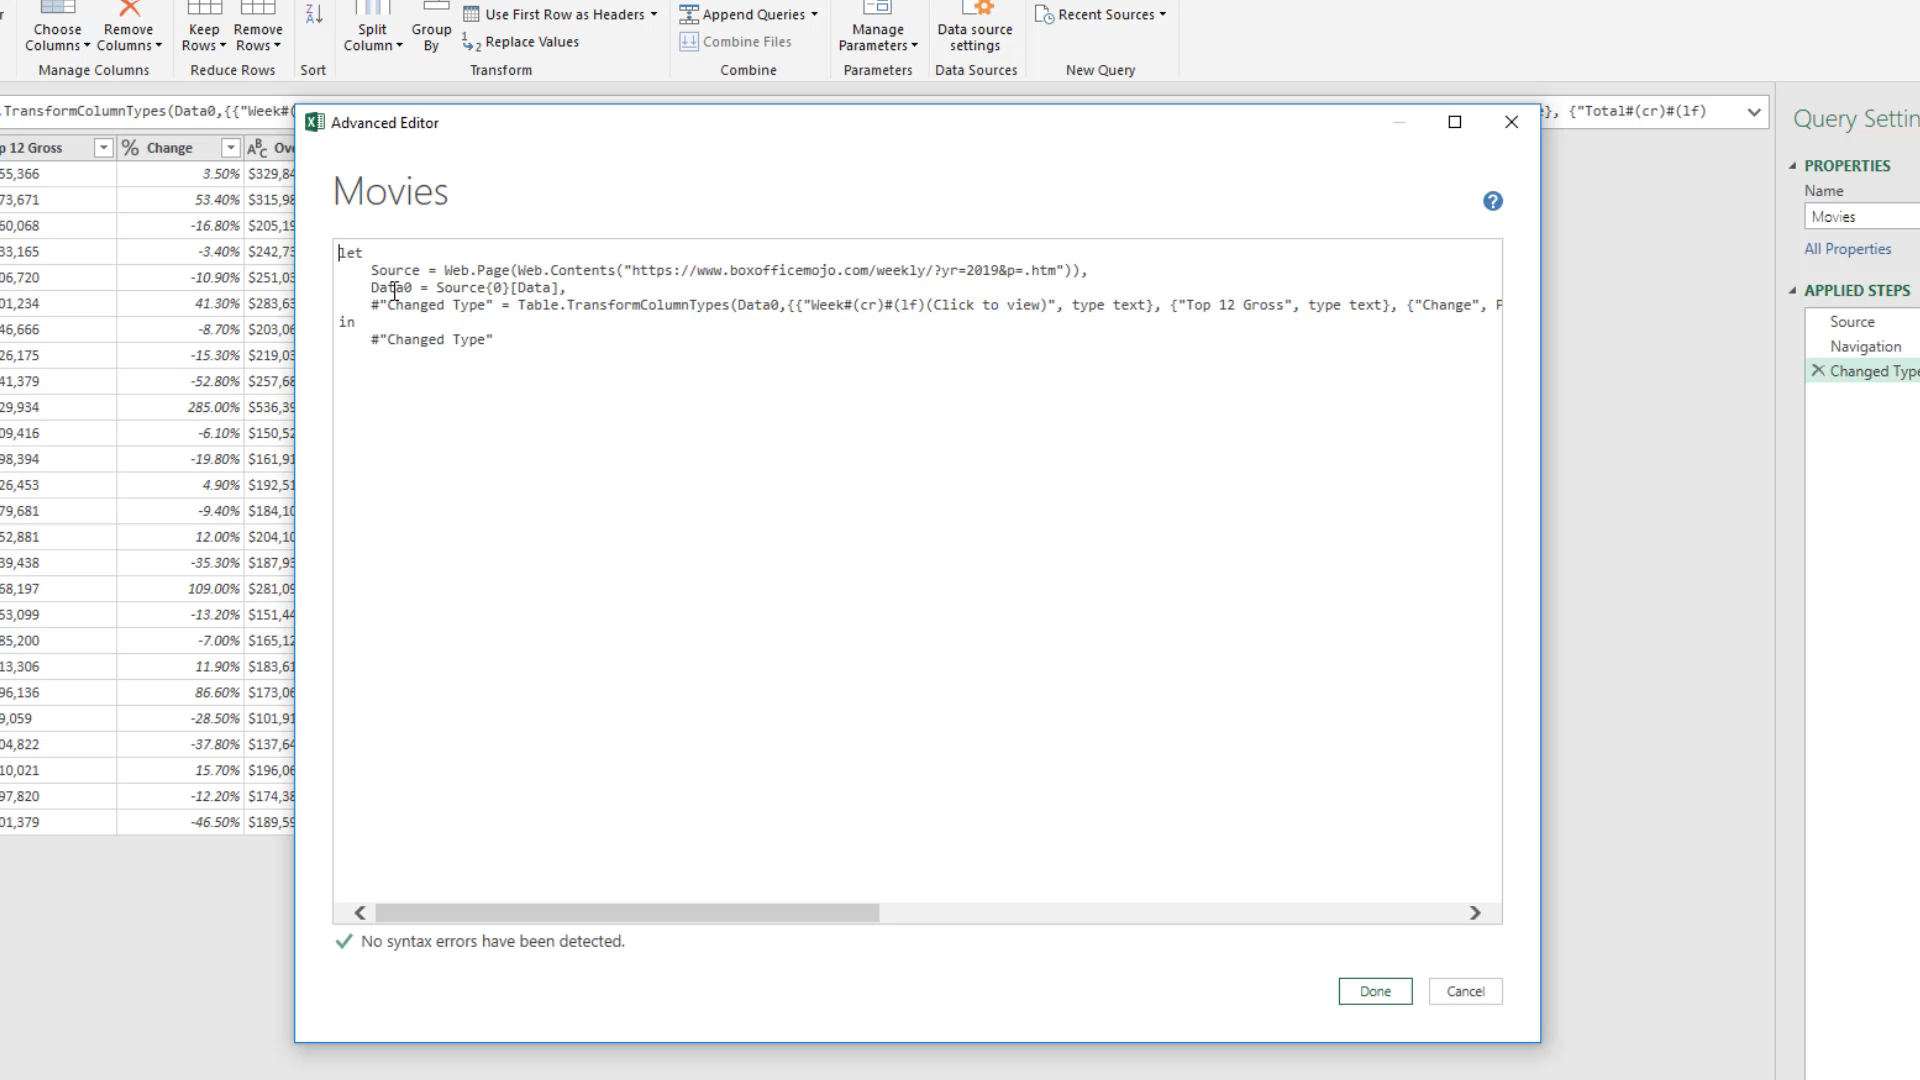 Choose Columns
Remove Columns
Manage Columns
Keep Rows
Remove Rows
Reduce Rows
Sort
Split Column
Group By
Use First Row as Headers
Replace Values
Transform
Append Queries
Combine Files
Combine
Manage Parameters
Parameters
Data source settings
Data Sources
Recent Sources
New Query
.TransformColumnTypes(Data0,{{"Week#(
}, {"Total#(cr)#(lf)
p 12 Gross % Change ABC Ove
55,366 3.50% $329,84
73,671 53.40% $315,98
60,068 -16.80% $205,19
33,165 -3.40% $242,73
06,720 -10.90% $251,03
01,234 41.30% $283,63
46,666 -8.70% $203,06
26,175 -15.30% $219,03
41,379 -52.80% $257,68
29,934 285.00% $536,39
09,416 -6.10% $150,52
98,394 -19.80% $161,91
26,453 4.90% $192,51
79,681 -9.40% $184,10
52,881 12.00% $204,10
39,438 -35.30% $187,93
68,197 109.00% $281,09
53,099 -13.20% $151,44
85,200 -7.00% $165,12
13,306 11.90% $183,61
96,136 86.60% $173,06
9,059 -28.50% $101,91
04,822 -37.80% $137,64
10,021 15.70% $196,06
97,820 -12.20% $174,38
01,379 -46.50% $189,59
Advanced Editor
Movies
let
Source = Web.Page(Web.Contents("https://www.boxofficemojo.com/weekly/?yr=2019&p=.htm")),
Data0 = Source{0}[Data],
#"Changed Type" = Table.TransformColumnTypes(Data0,{{"Week#(cr)#(lf)(Click to view)", type text}, {"Top 12 Gross", type text}, {"Change", P
in
#"Changed Type"
No syntax errors have been detected.
Done
Cancel
Query Settin
PROPERTIES
Name
Movies
All Properties
APPLIED STEPS
Source
Navigation
Changed Type